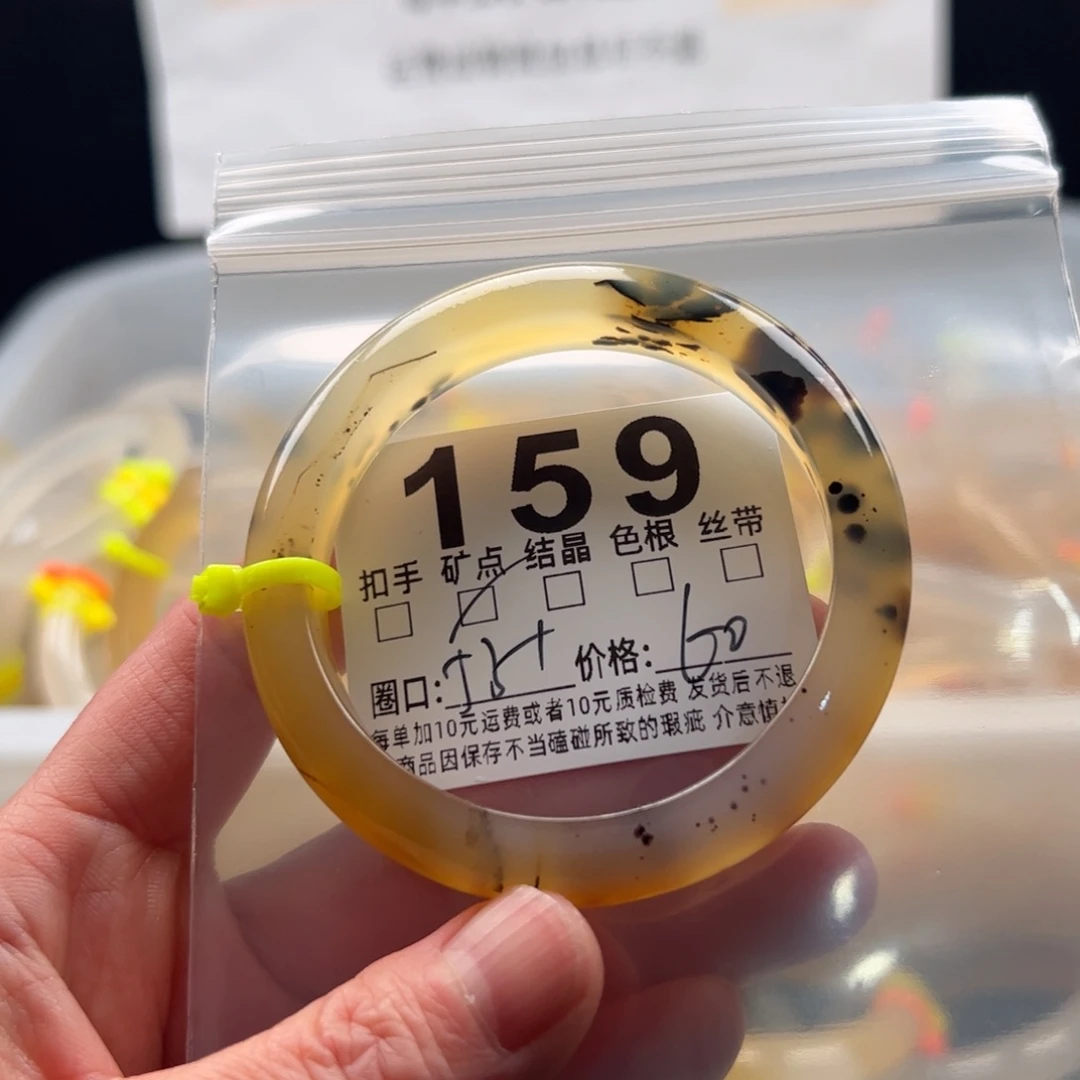 159
扣手 矿点 结晶 色根 丝带
圈口: 价格: 60
每单加10元运费或者10元质检费 发货后不退
商品因保存不当磕碰所致的瑕疵 介意慎